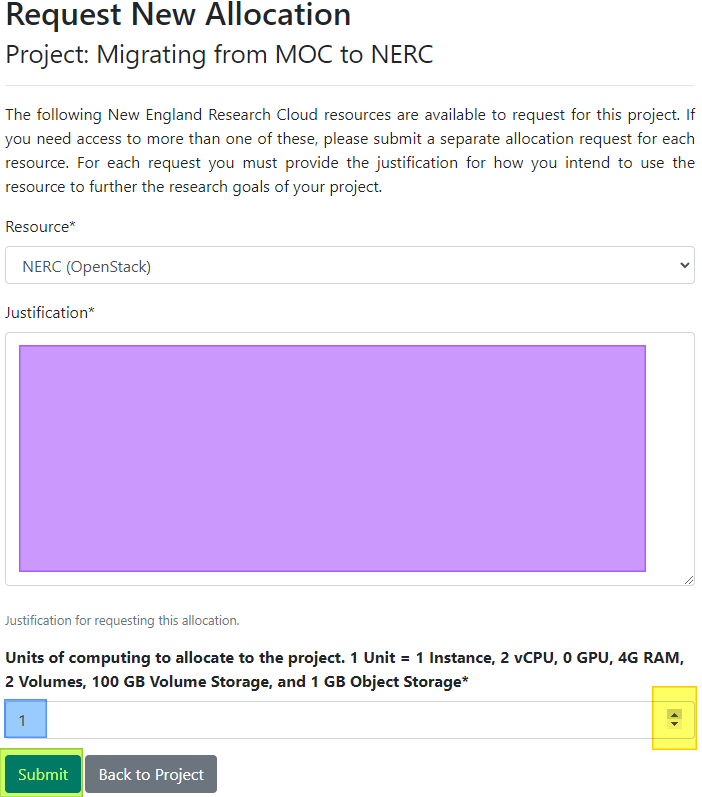 Request New Allocation
Project: Migrating from MOC to NERC
The following New England Research Cloud resources are available to request for this project. If
you need access to more than one of these, please submit a separate allocation request for each
resource. For each request you must provide the justification for how you intend to use the
resource to further the research goals of your project.
Resource*
NERC (OpenStack)
Justification*
Justification for requesting this allocation.
Units of computing to allocate to the project. 1 Unit = 1 Instance, 2 vCPU, 0 GPU, 4G RAM,
2 Volumes, 100 GB Volume Storage, and 1 GB Object Storage*
1
Submit Back to Project